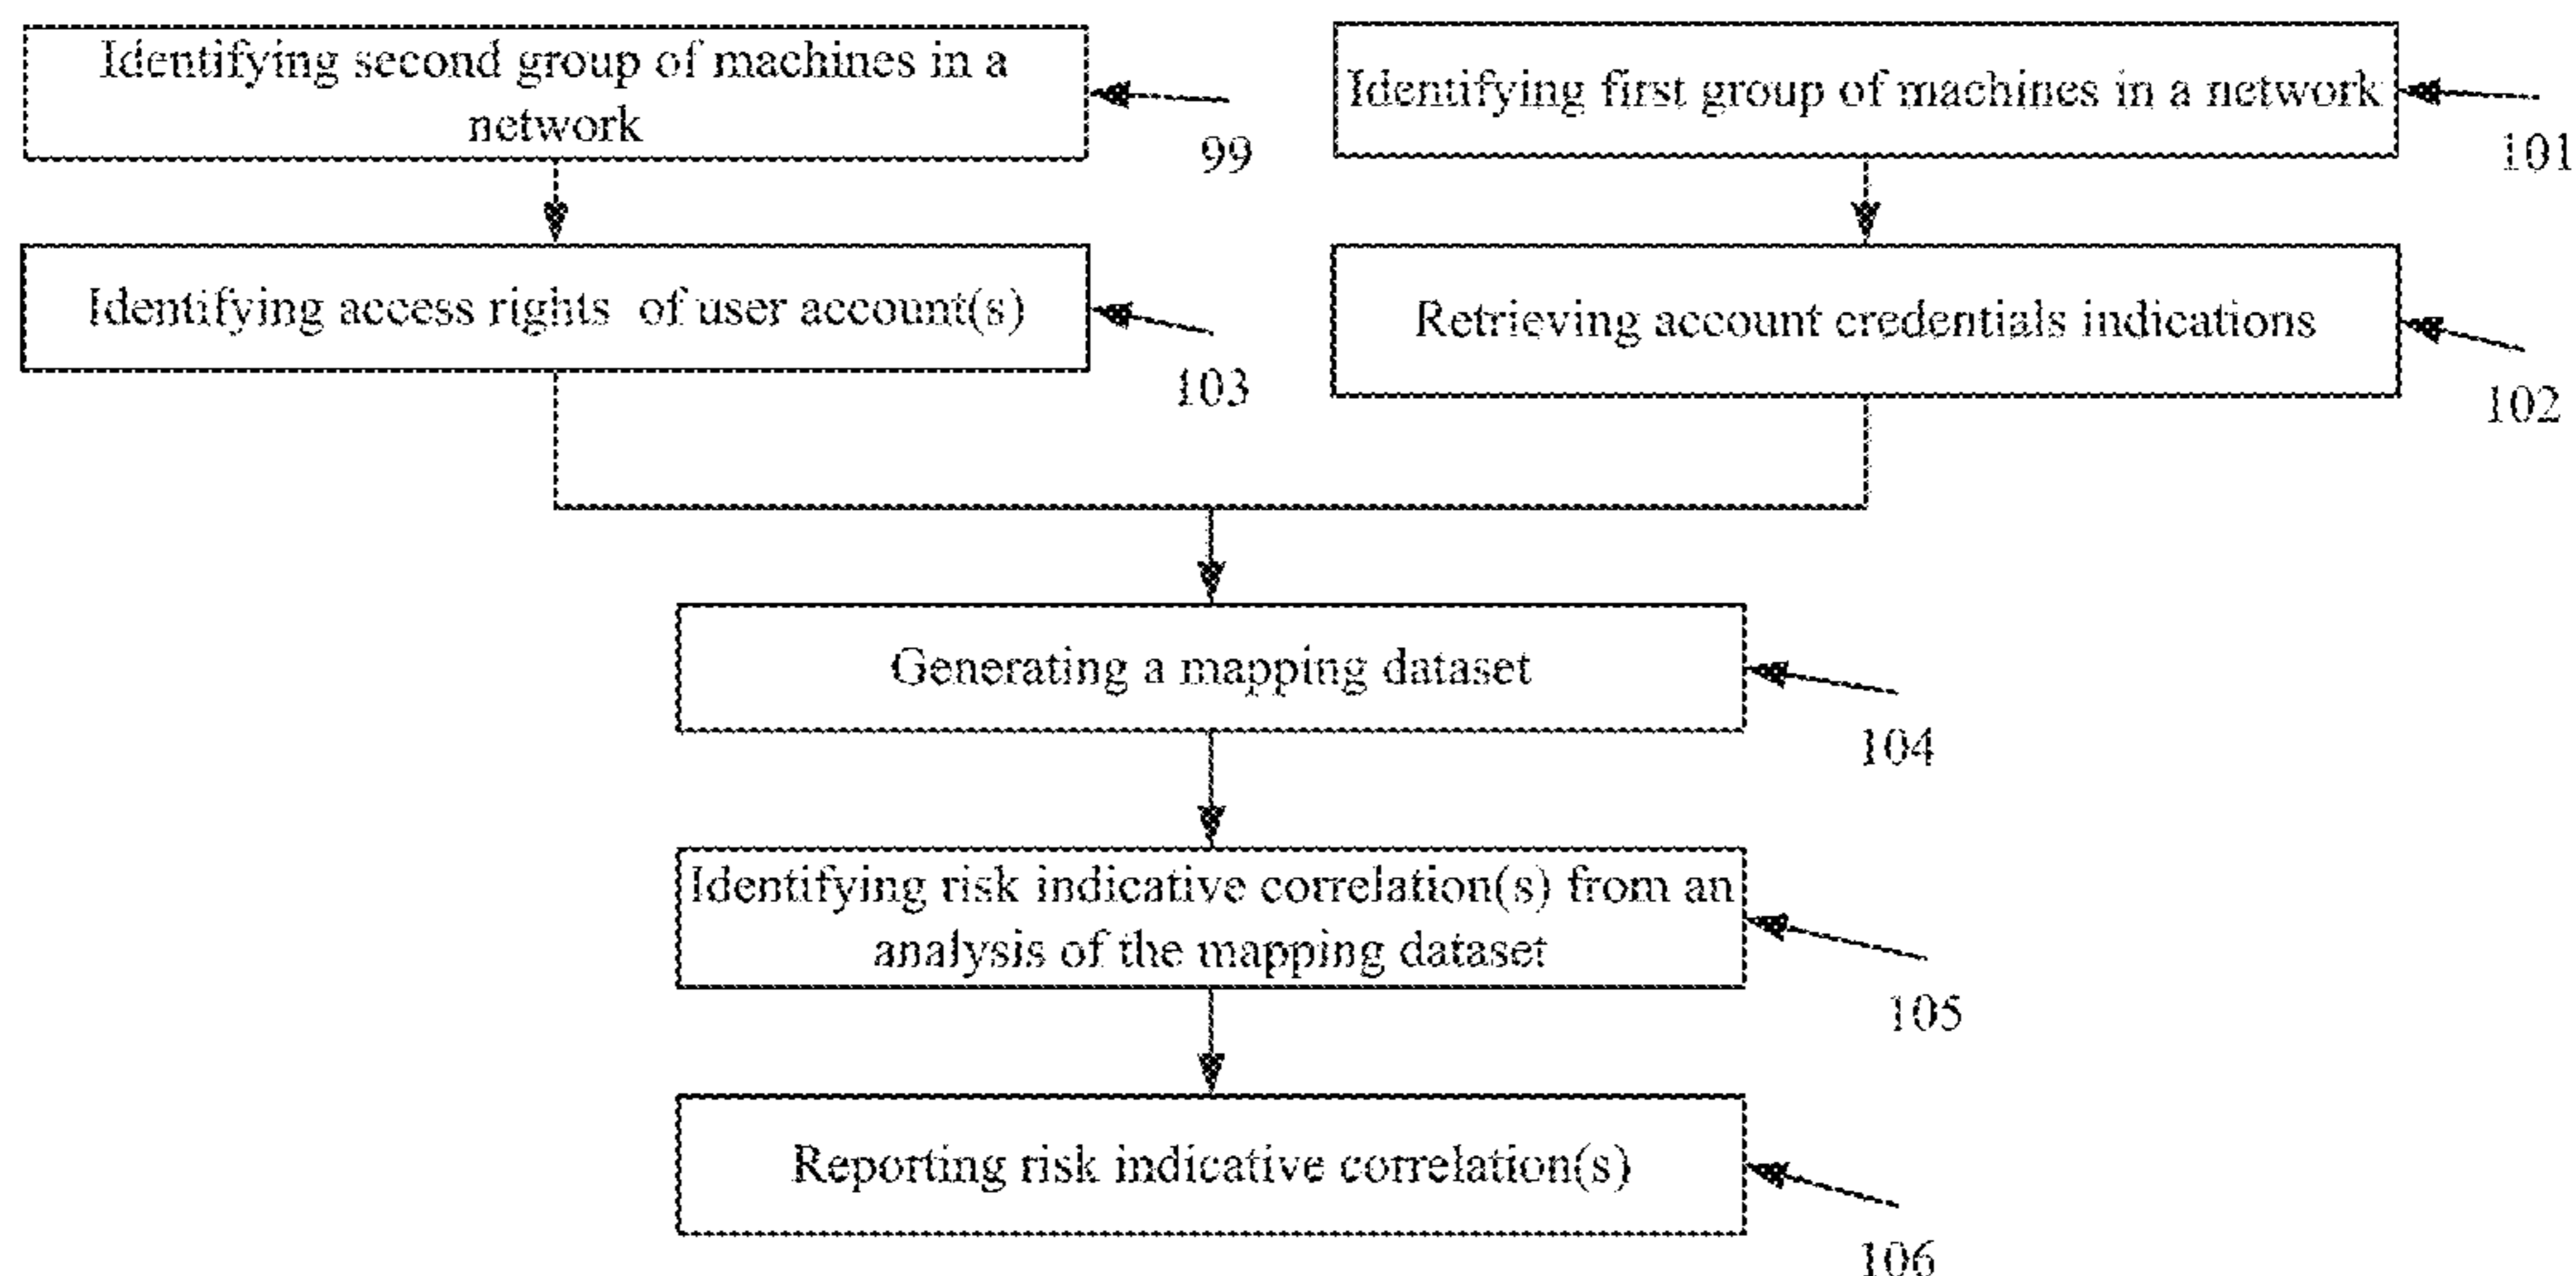 Identifying second group of machines in a
network
99
Identifying first group of machines in a network
101
Identifying access rights of user account(s)
103
Retrieving account credentials indications
102
Generating a mapping dataset
104
Identifying risk indicative correlation(s) from an
analysis of the mapping dataset
105
Reporting risk indicative correlation(s)
106